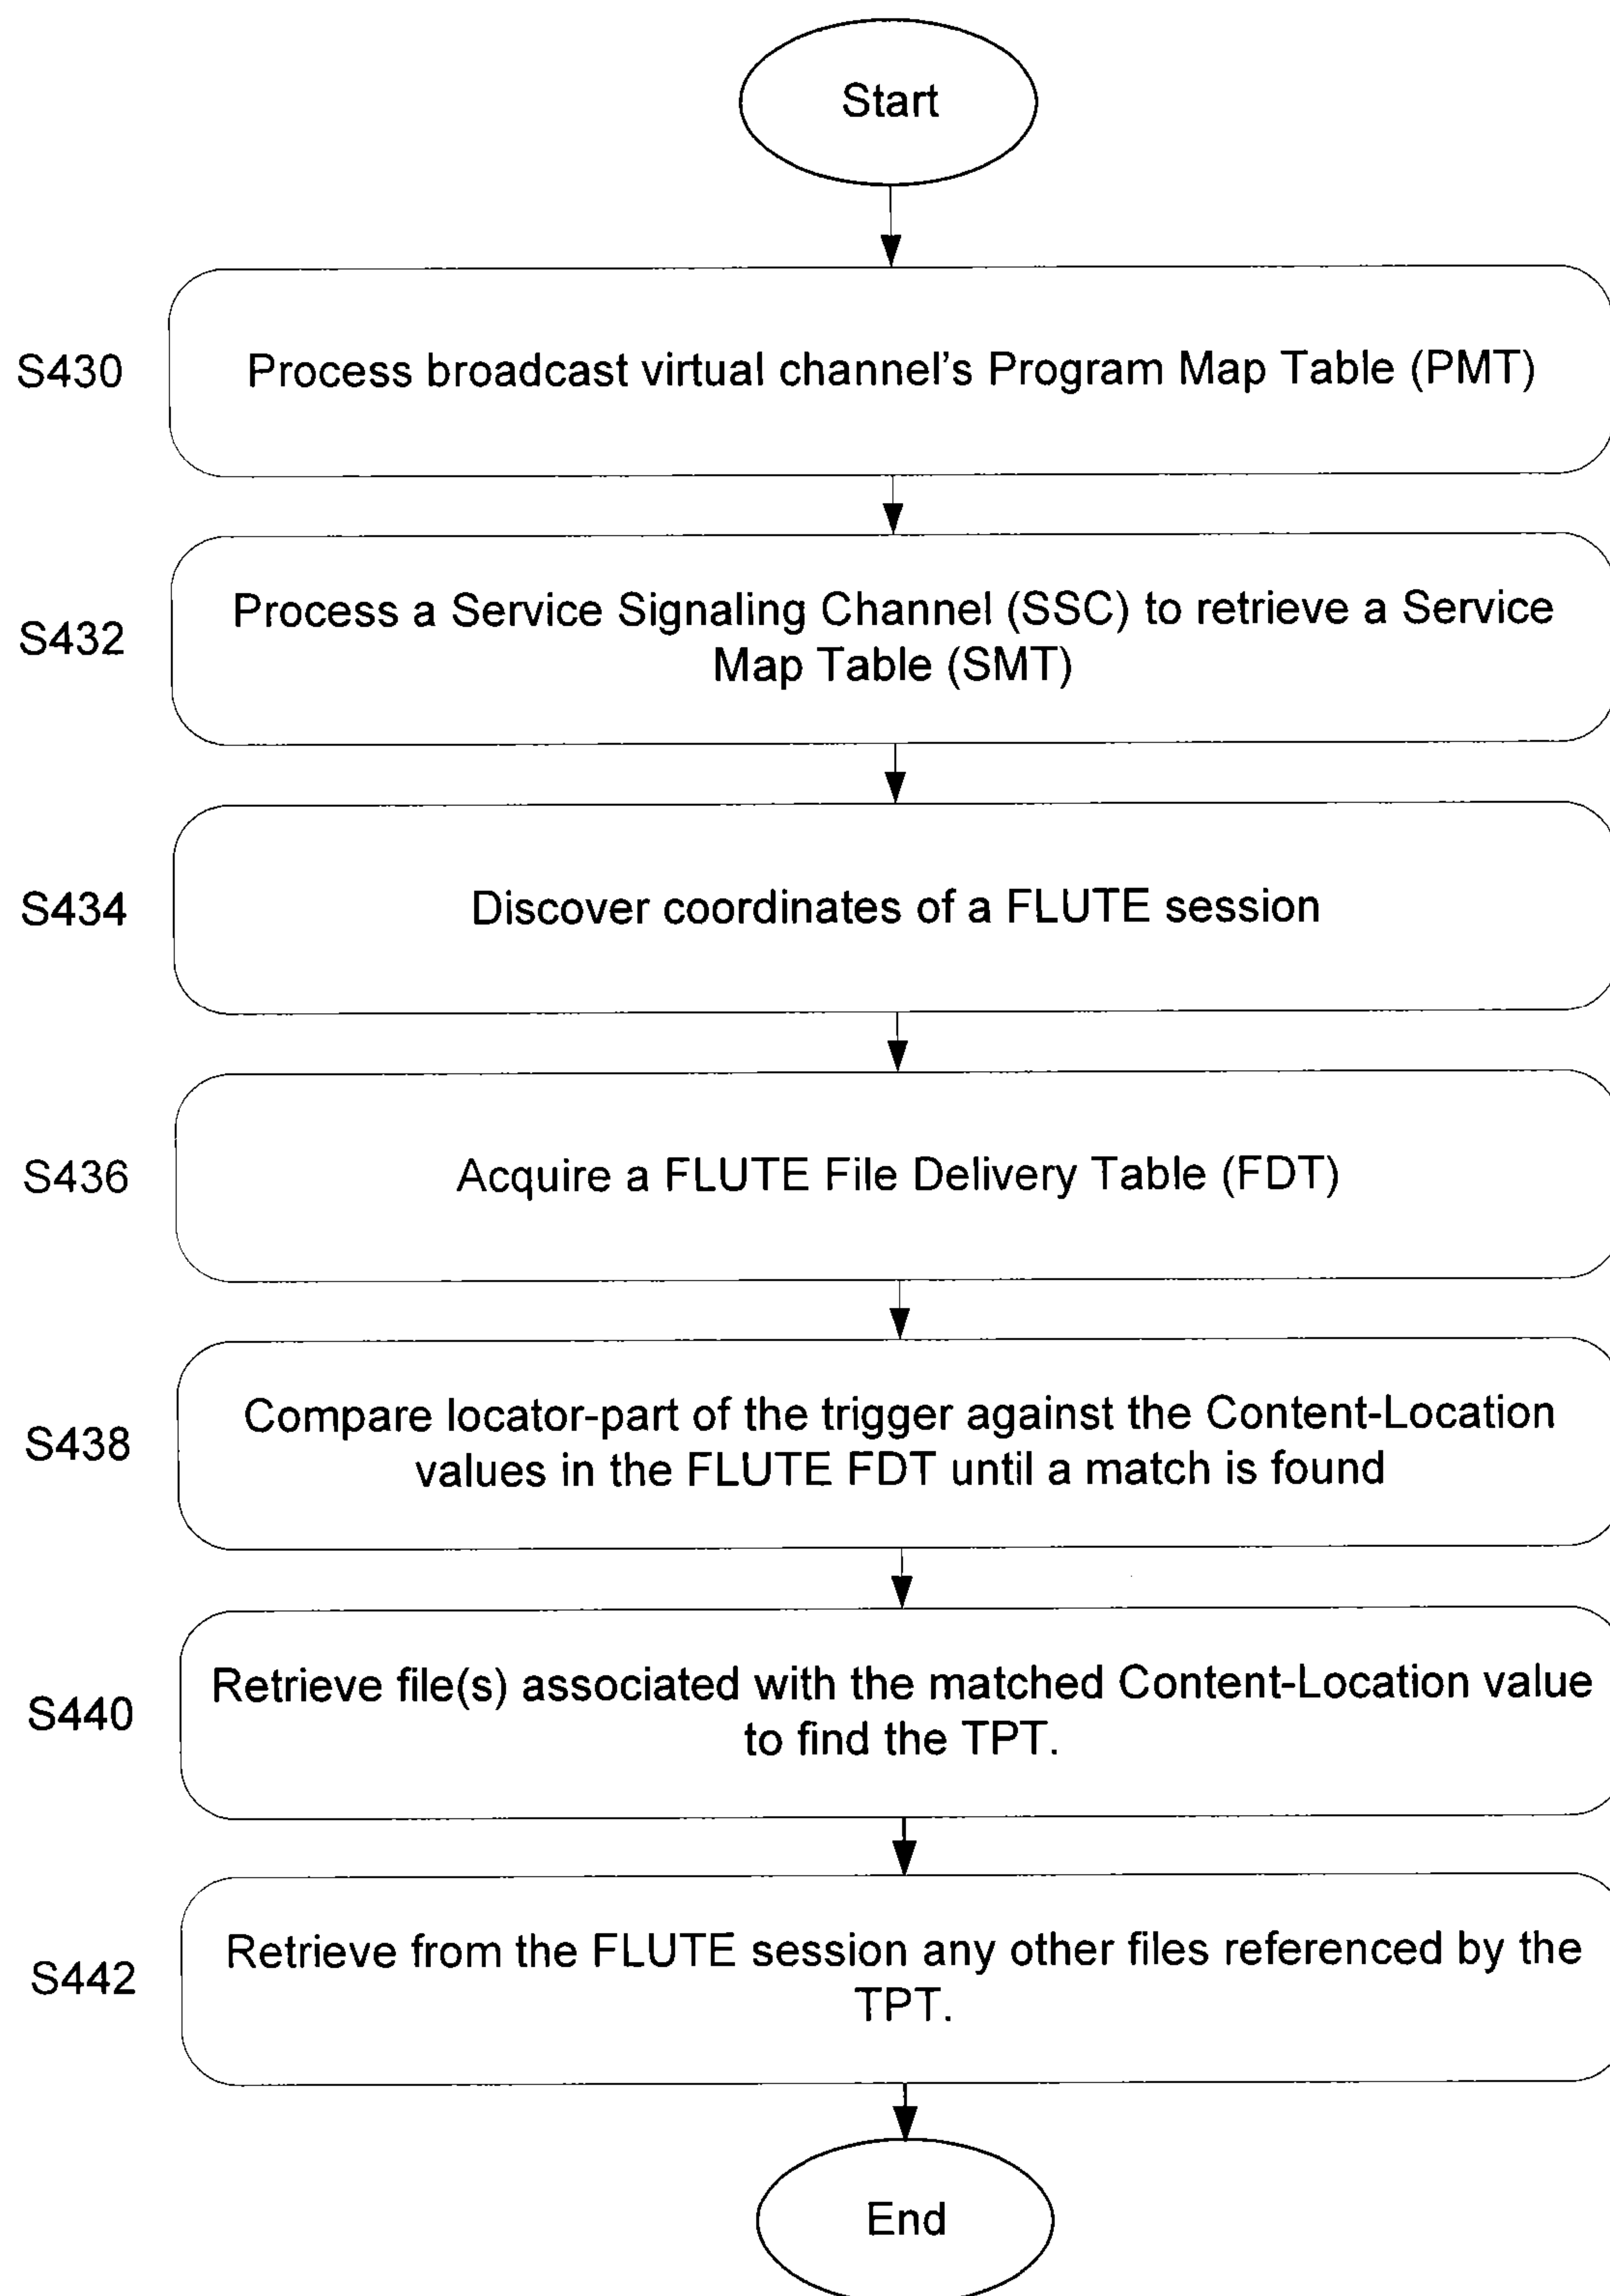 Start
S430
Process broadcast virtual channel's Program Map Table (PMT)
S432
Process a Service Signaling Channel (SSC) to retrieve a Service
Map Table (SMT)
S434
Discover coordinates of a FLUTE session
S436
Acquire a FLUTE File Delivery Table (FDT)
S438
Compare locator-part of the trigger against the Content-Location
values in the FLUTE FDT until a match is found
S440
Retrieve file(s) associated with the matched Content-Location value
to find the TPT.
S442
Retrieve from the FLUTE session any other files referenced by the
TPT.
End